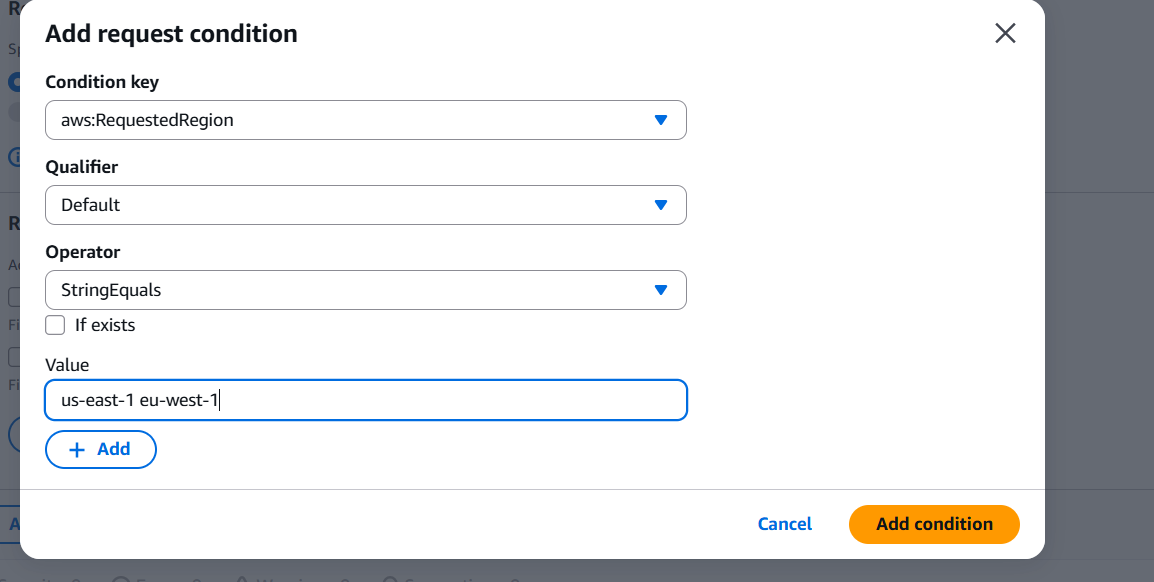 Add request condition
Condition key
aws:RequestedRegion
Qualifier
Default
Operator
StringEquals
If exists
Value
us-east-1 eu-west-1
Add
Cancel
Add condition